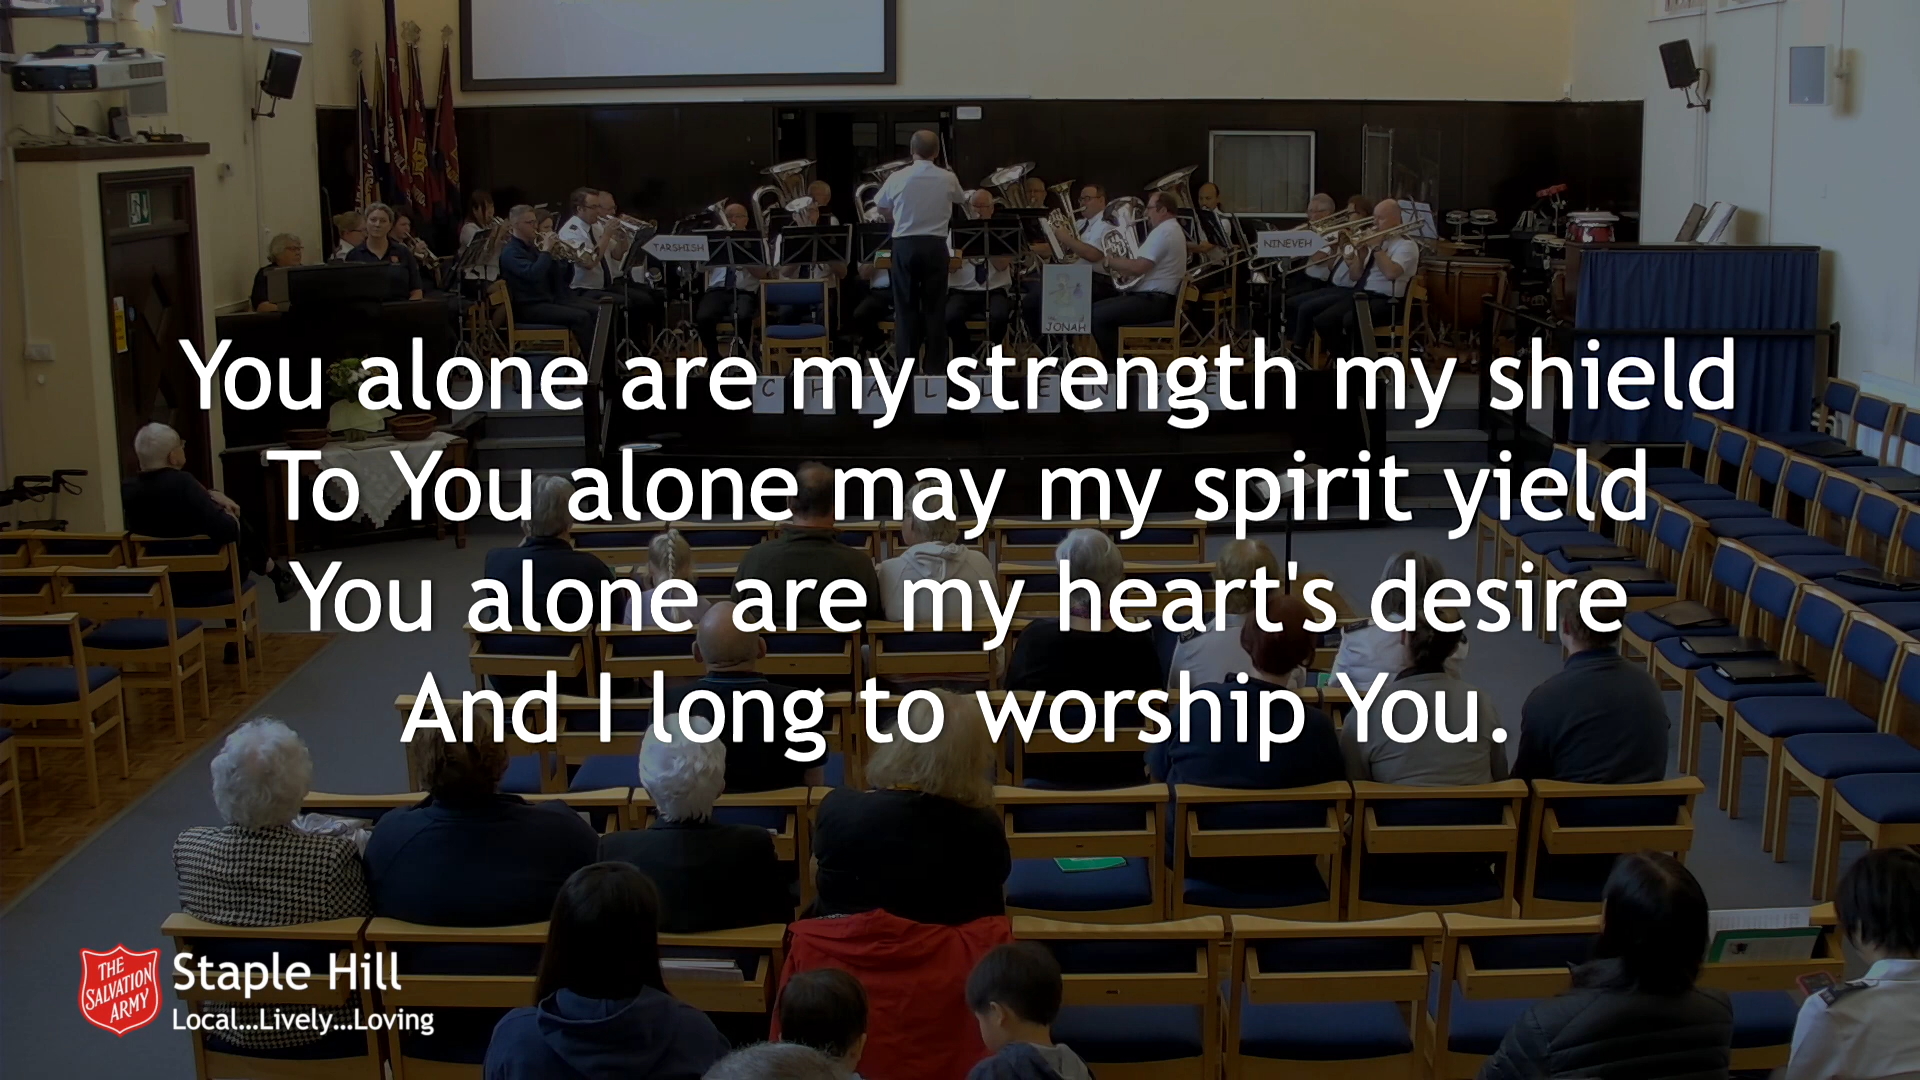 TARSHISH
NINEVEH
JONAH
CHALLENGE
You alone are my strength my shield
To You alone may my spirit yield
You alone are my heart's desire
And I long to worship You.
THE
SALVATION
ARMY
Staple Hill
Local...Lively...Loving